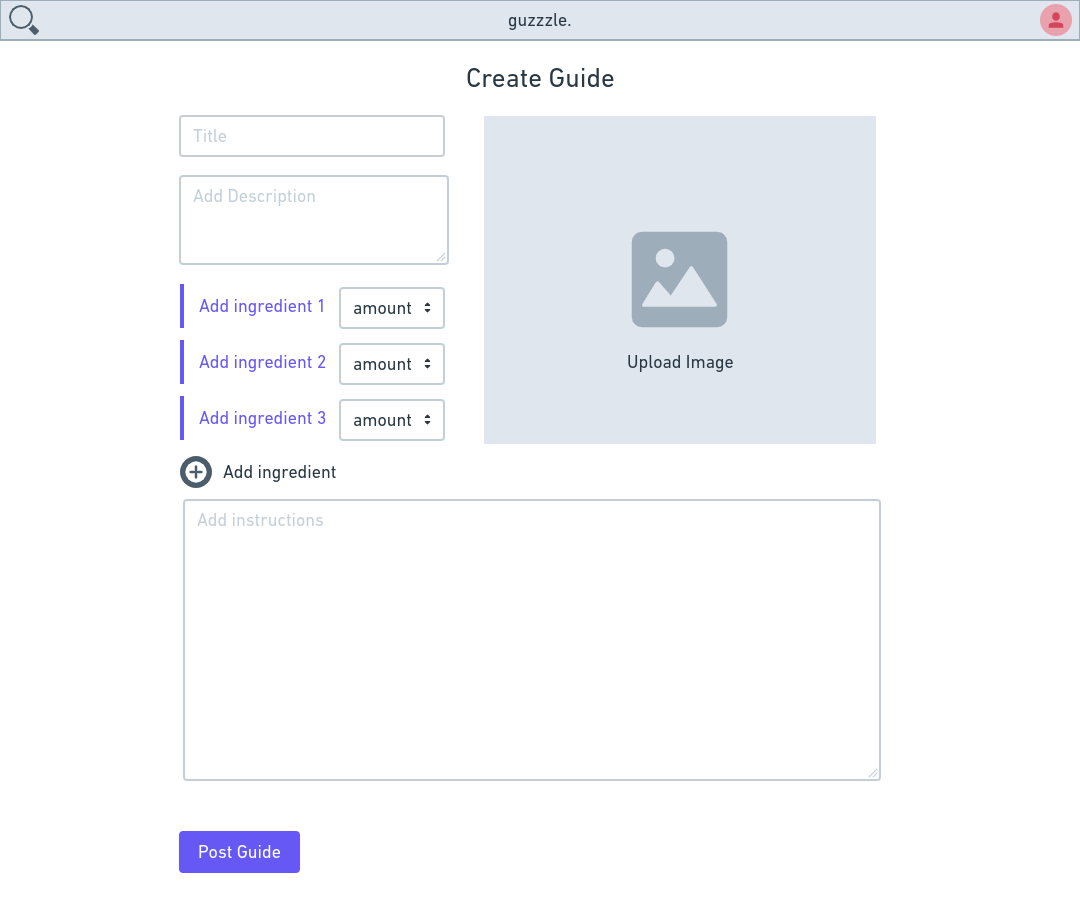 guzzzle.
Create Guide
Title
Add Description
Add ingredient 1
amount
Add ingredient 2
amount
Add ingredient 3
amount
Upload Image
Add ingredient
Add instructions
Post Guide